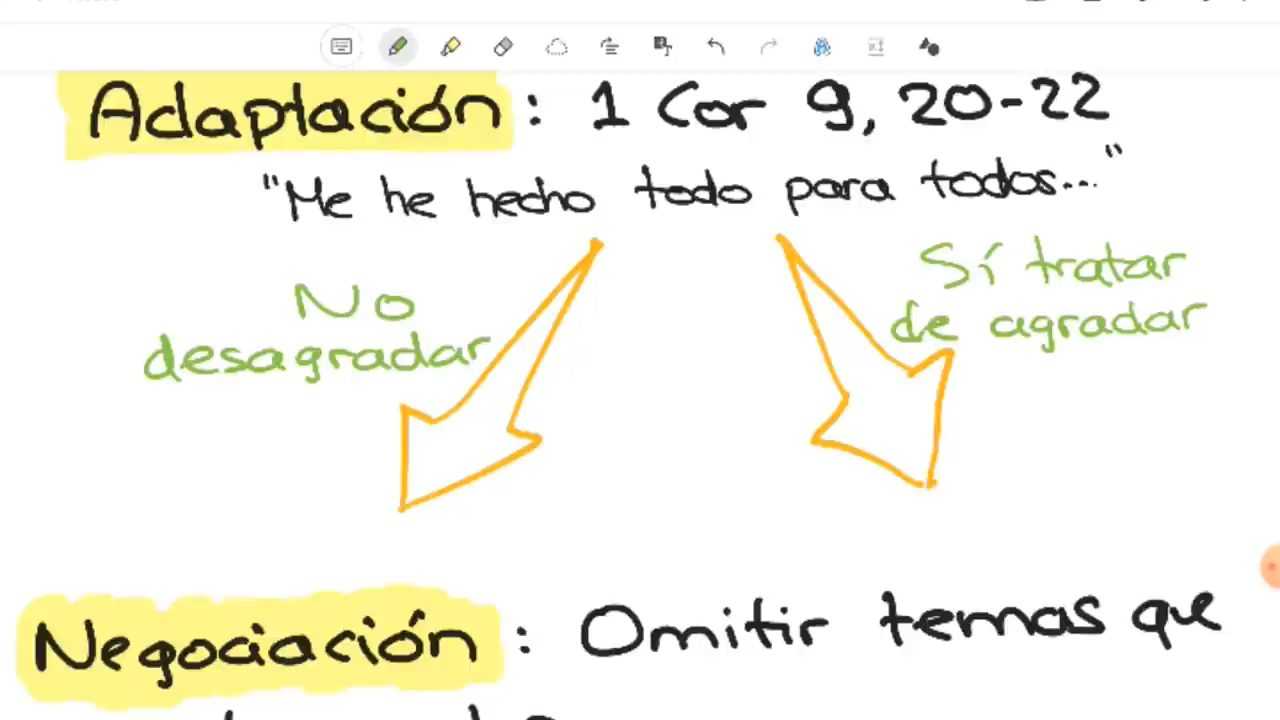 Adaptación: 1 Cor 9, 20-22
"Me he hecho todo para todos..."
No
desagradar
Sí tratar
de agradar
Negociación: Omitir temas que